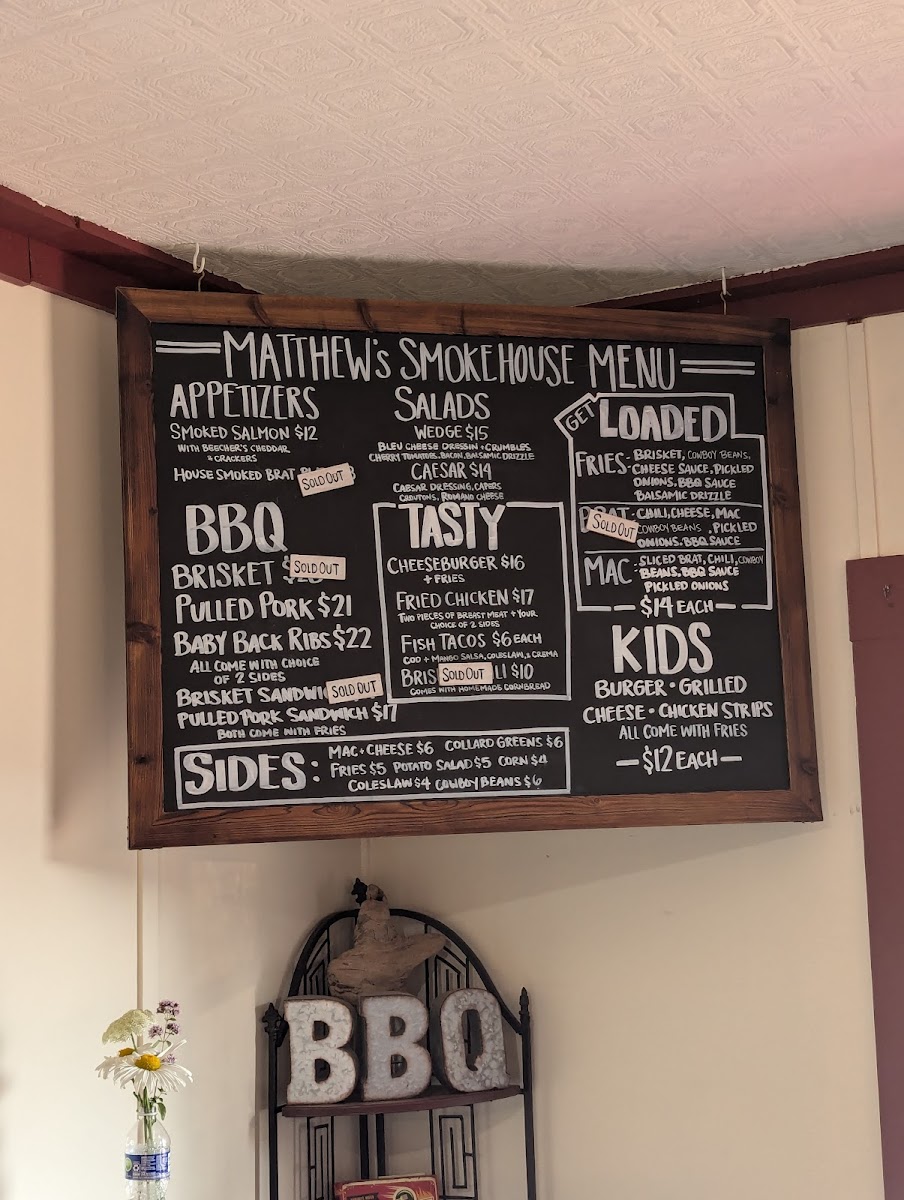 MATTHEW'S SMOKEHOUSE MENU
APPETIZERS
SMOKED SALMON $12
WITH BEECHER'S CHEDDAR
& CRACKERS
HOUSE SMOKED BRAT
SOLD OUT
BBQ
BRISKET
SOLD OUT
PULLED PORK $21
BABY BACK RIBS $22
ALL COME WITH CHOICE
OF 2 SIDES
BRISKET
SOLD OUT
PULLED PORK SANDWICH $17
BOTH COME WITH FRIES
SALADS
WEDGE $15
BLEU CHEESE DRESSIN + CRUMBLES
CHERRY TOMATOES, BACON, BALSAMIC DRIZZLE
CAESAR $14
CAESAR DRESSING, CAPERS
CROUTONS, ROMANO CHEESE
TASTY
CHEESEBURGER $16
+ FRIES
FRIED CHICKEN $17
TWO PIECES OF BREAST MEAT + YOUR
CHOICE OF 2 SIDES
FISH TACOS $6 EACH
COD + MANGO SALSA, COLESLAW, & CREMA
SOLD OUT $10
COMES WITH HOMEMADE CORNBREAD
GET LOADED
FRIES - BRISKET, COWBOY BEANS,
CHEESE SAUCE, PICKLED
ONIONS, BBQ SAUCE
BALSAMIC DRIZZLE
SOLD OUT - CHILI, CHEESE, MAC
COWBOY BEANS, PICKLED
ONIONS, BBQ SAUCE
MAC - SLICED BRAT, CHILI, COWBOY
BEANS, BBQ SAUCE
PICKLED ONIONS
$14 EACH
KIDS
BURGER • GRILLED
CHEESE • CHICKEN STRIPS
ALL COME WITH FRIES
$12 EACH
SIDES: MAC + CHEESE $6 COLLARD GREENS $6
FRIES $5 POTATO SALAD $5 CORN $4
COLESLAW $4 COWBOY BEANS $6
BBQ